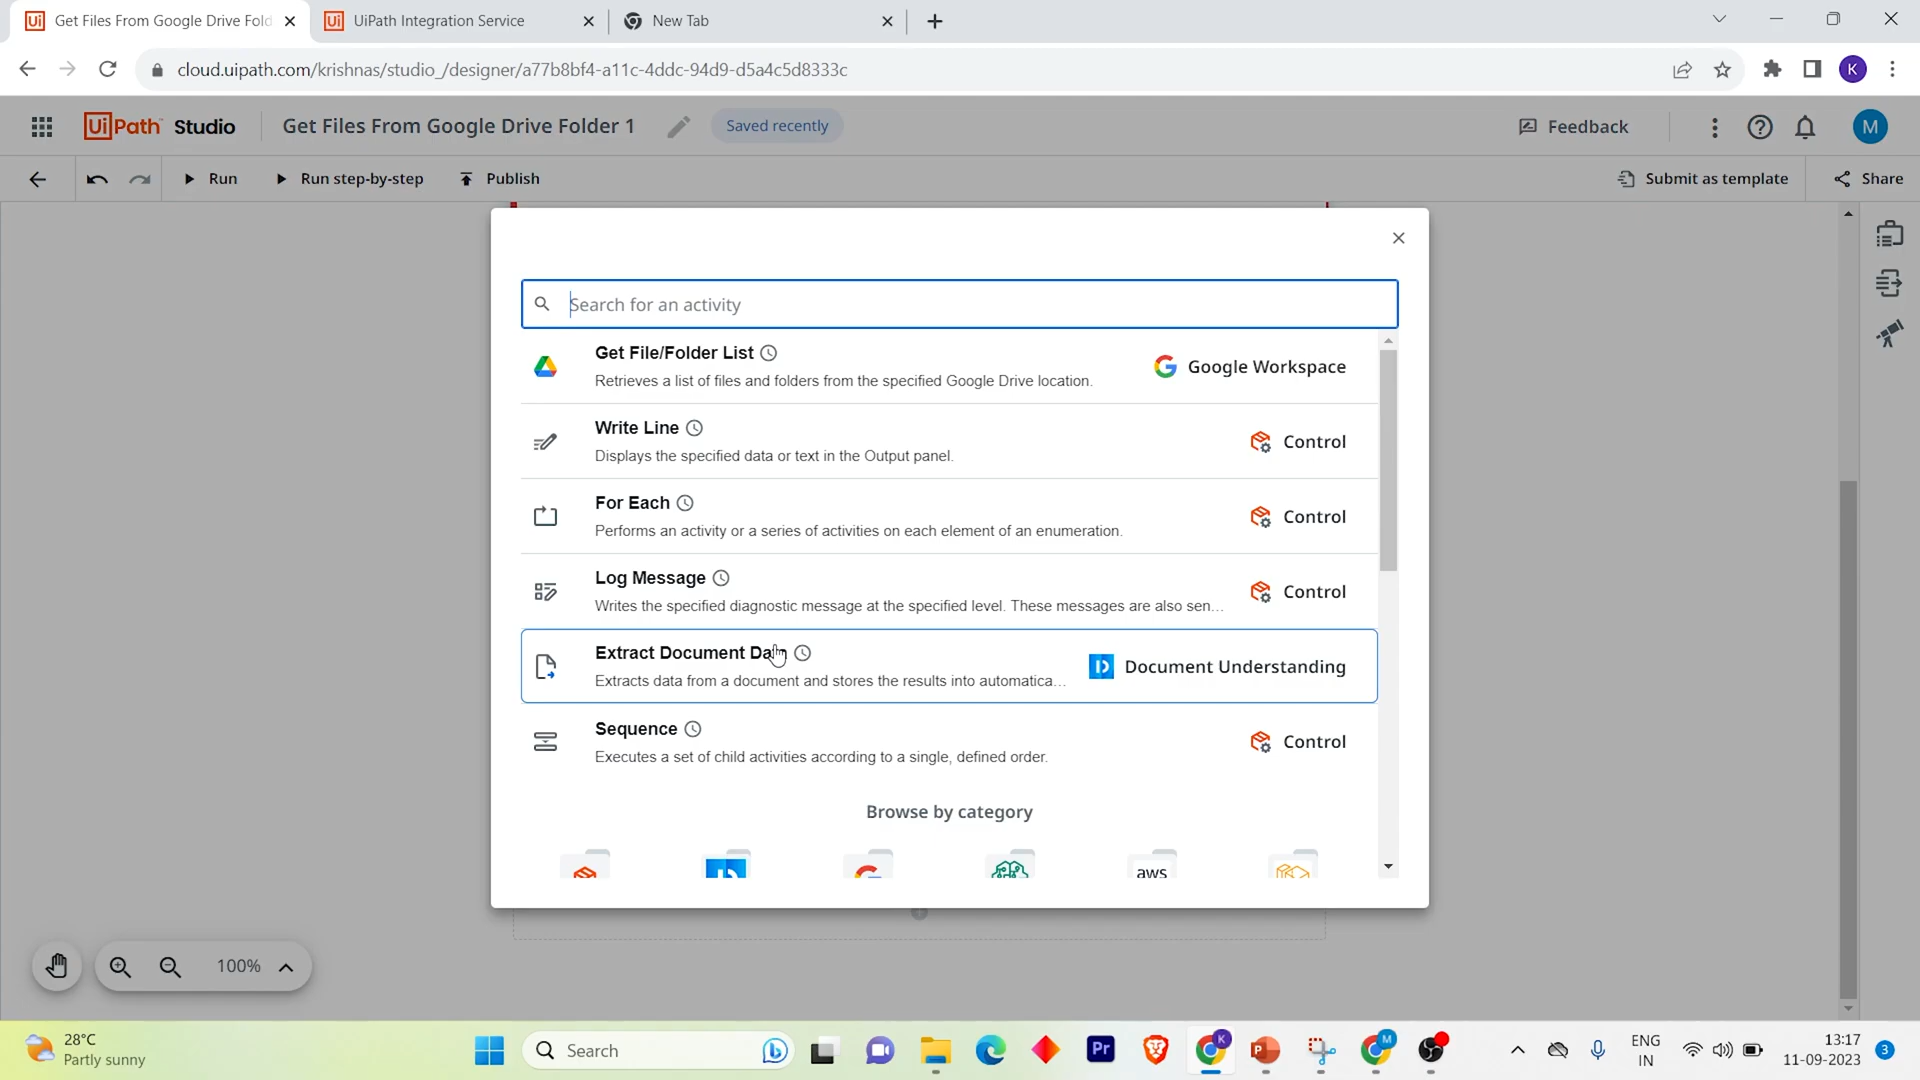 Get Files From Google Drive Fold
UiPath Integration Service
New Tab
cloud.uipath.com/krishnas/studio_/designer/a77b8bf4-a11c-4ddc-94d9-d5a4c5d8333c
K
UiPath Studio
Get Files From Google Drive Folder 1
Saved recently
Feedback
M
Run
Run step-by-step
Publish
Submit as template
Share
Search for an activity
Get File/Folder List
Google Workspace
Retrieves a list of files and folders from the specified Google Drive location.
Write Line
Control
Displays the specified data or text in the Output panel.
For Each
Control
Performs an activity or a series of activities on each element of an enumeration.
Log Message
Control
Writes the specified diagnostic message at the specified level. These messages are also sen...
Extract Document Data
Document Understanding
Extracts data from a document and stores the results into automatica...
Sequence
Control
Executes a set of child activities according to a single, defined order.
Browse by category
aws
100%
28°C
Partly sunny
Search
Pr
K
M
ENG
IN
13:17
11-09-2023
3